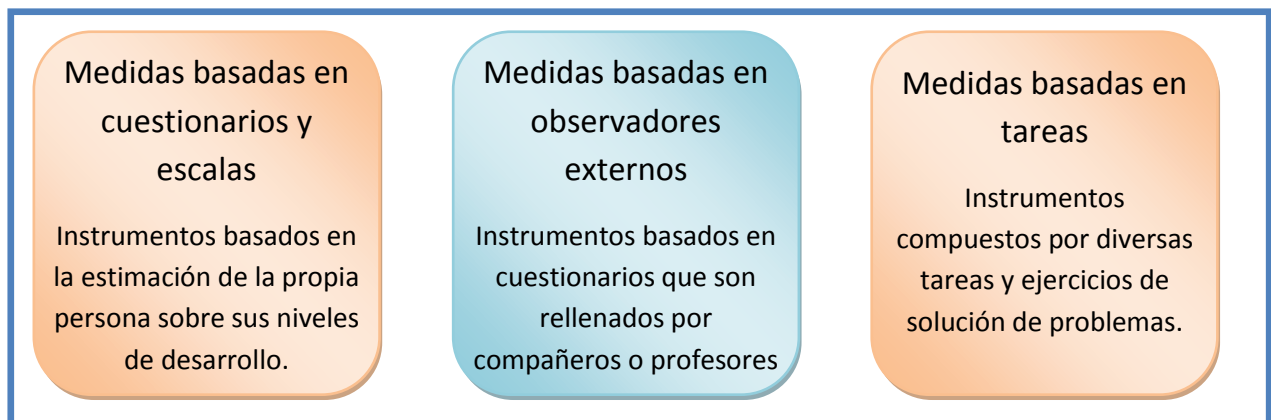 Medidas basadas en
cuestionarios y
escalas
Instrumentos basados en
la estimación de la propia
persona sobre sus niveles
de desarrollo.
Medidas basadas en
observadores
externos
Instrumentos basados en
cuestionarios que son
rellenados por
compañeros o profesores
Medidas basadas en
tareas
Instrumentos
compuestos por diversas
tareas y ejercicios de
solución de problemas.